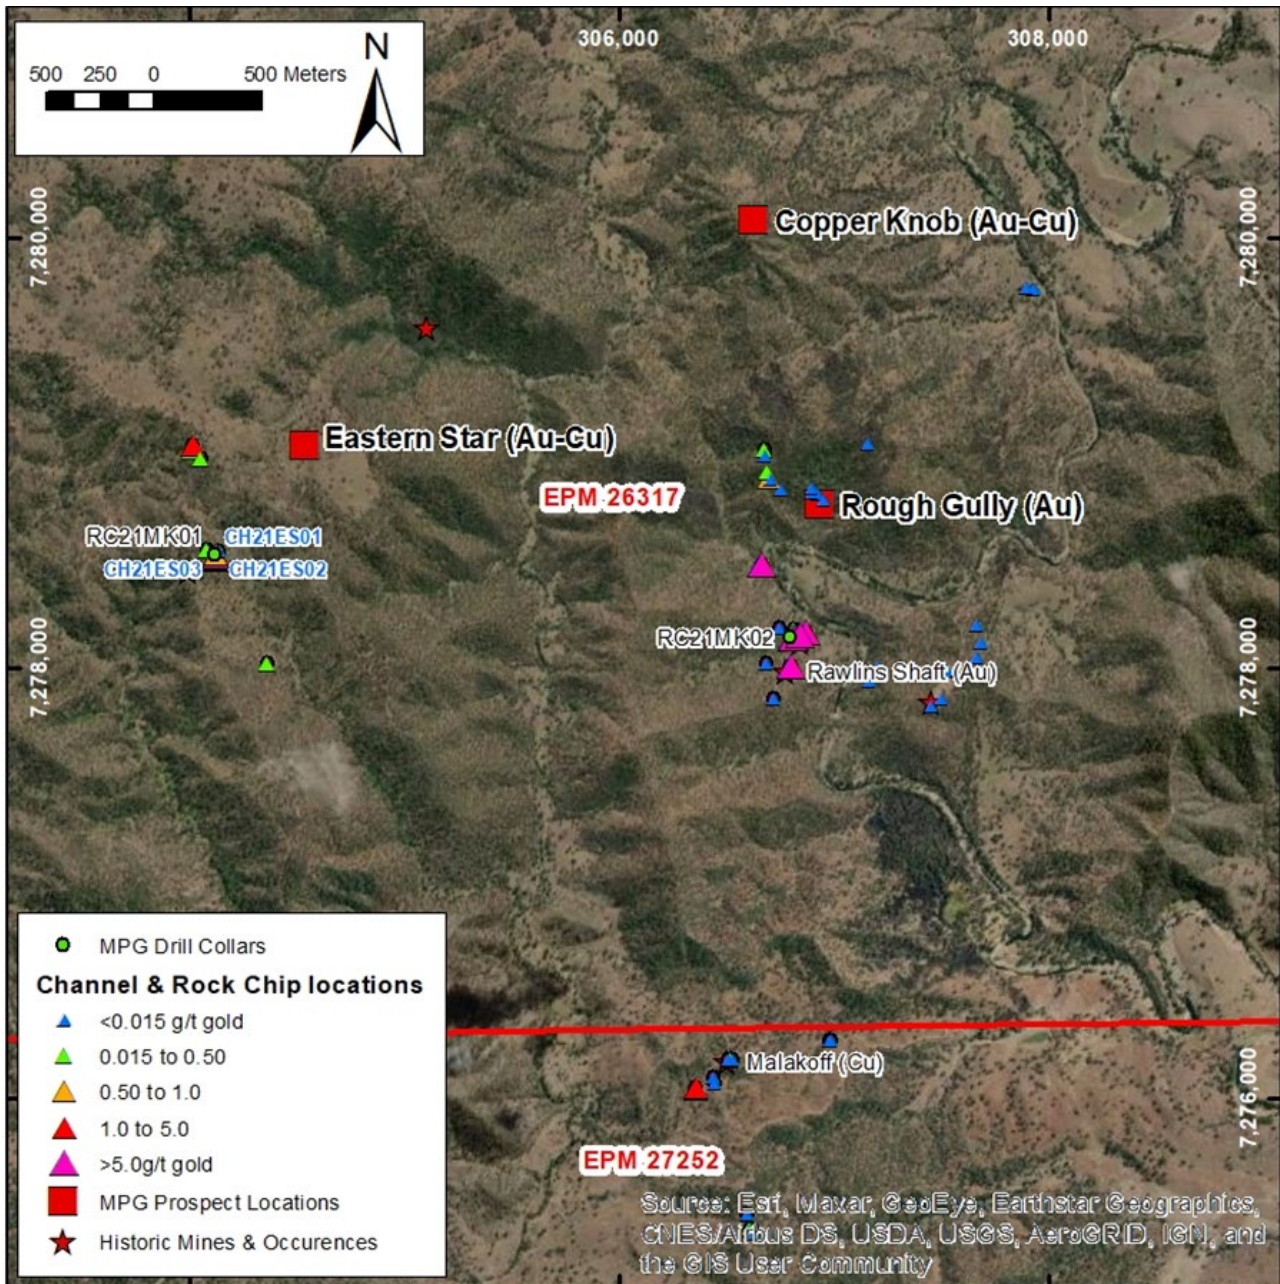 306,000
308,000
N
500 250 0 500 Meters
7,280,000
7,280,000
Copper Knob (Au-Cu)
Eastern Star (Au-Cu)
EPM 26317
Rough Gully (Au)
RC21MK01
CH21ES01
CH21ES03
CH21ES02
RC21MK02
Rawlins Shaft (Au)
7,278,000
7,278,000
MPG Drill Collars
Channel & Rock Chip locations
<0.015 g/t gold
0.015 to 0.50
0.50 to 1.0
1.0 to 5.0
>5.0g/t gold
MPG Prospect Locations
Historic Mines & Occurences
Malakoff (Cu)
7,276,000
EPM 27252
Source: Esri, Maxar, GeoEye, Earthstar Geographics,
CNES/Airbus DS, USDA, USGS, AeroGRID, IGN, and
the GIS User Community